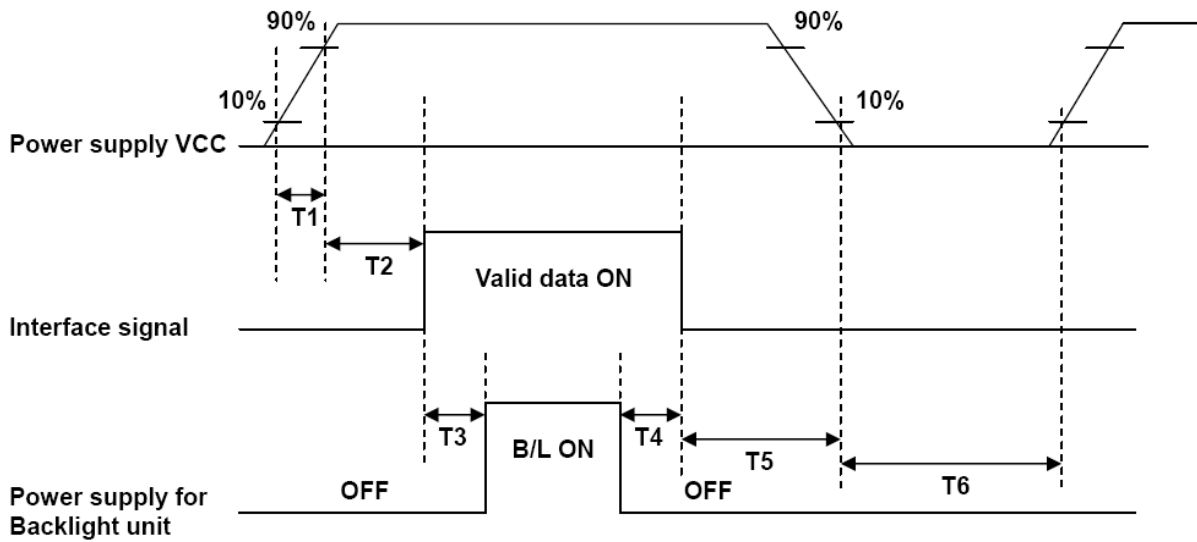 90%
90%
10%
10%
Power supply VCC
T1
T2
Valid data ON
Interface signal
T3
T4
B/L ON
T5
T6
OFF
OFF
Power supply for
Backlight unit